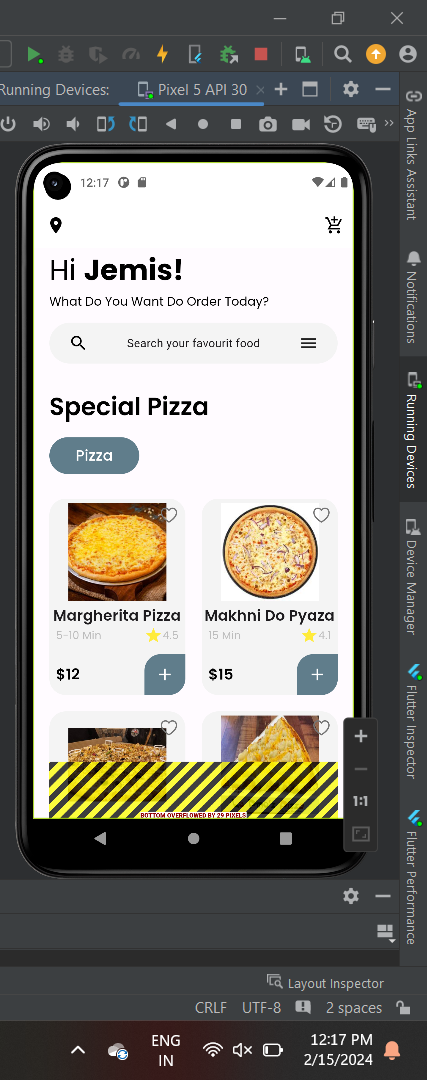 Running Devices:
Pixel 5 API 30
12:17
Hi Jemis!
What Do You Want Do Order Today?
Search your favourit food
Special Pizza
Pizza
Margherita Pizza
5-10 Min
4.5
$12
Makhni Do Pyaza
15 Min
4.1
$15
BOTTOM OVERFLOWED BY 29 PIXELS
1:1
App Links Assistant
Notifications
Running Devices
Device Manager
Flutter Inspector
Flutter Performance
Layout Inspector
CRLF UTF-8 2 spaces
ENG
IN
12:17 PM
2/15/2024